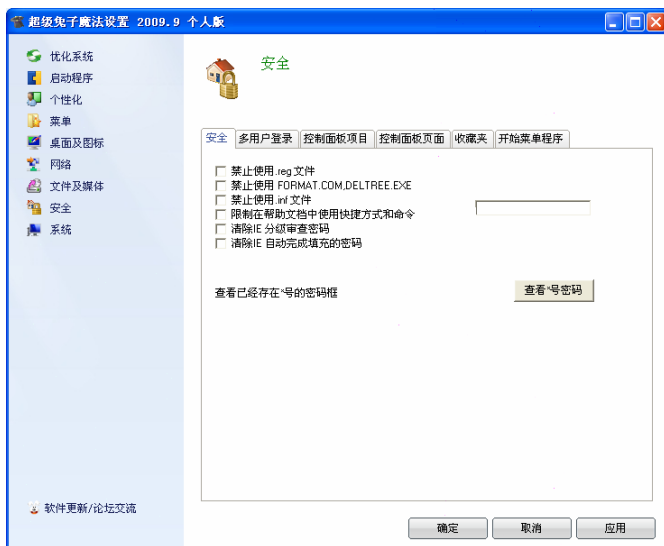 超级兔子魔法设置 2009.9 个人版
优化系统
启动程序
个性化
菜单
桌面及图标
网络
文件及媒体
安全
系统
软件更新/论坛交流
安全
安全 多用户登录 控制面板项目 控制面板页面 收藏夹 开始菜单程序
禁止使用.reg 文件
禁止使用 FORMAT.COM,DELTREE.EXE
禁止使用.inf 文件
限制在帮助文档中使用快捷方式和命令
清除IE 分级审查密码
清除IE 自动完成填充的密码
查看已经存在*号的密码框 查看*号密码
确定 取消 应用